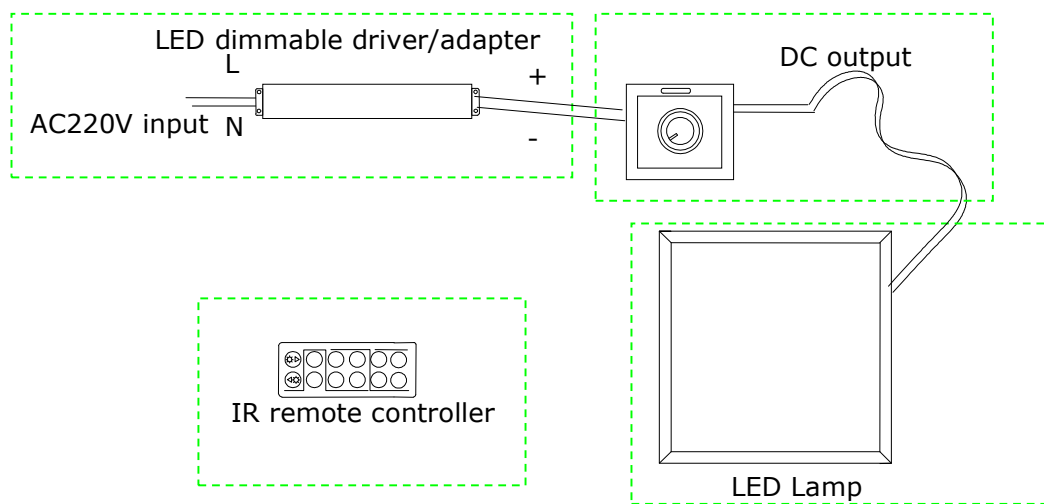 LED dimmable driver/adapter
L
+
DC output
AC220V input
N
-
IR remote controller
LED Lamp